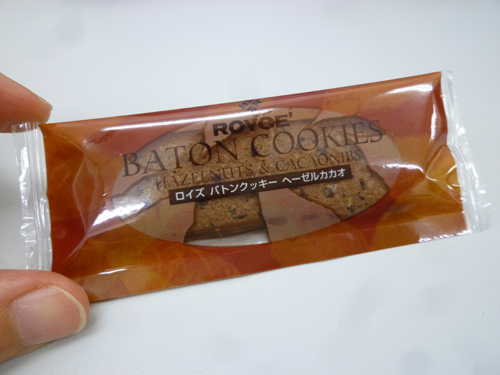 ROYCE'
BATON COOKIES
HAZELNUTS & CACAONIBS
ロイズ バトンクッキー ヘーゼルカカオ